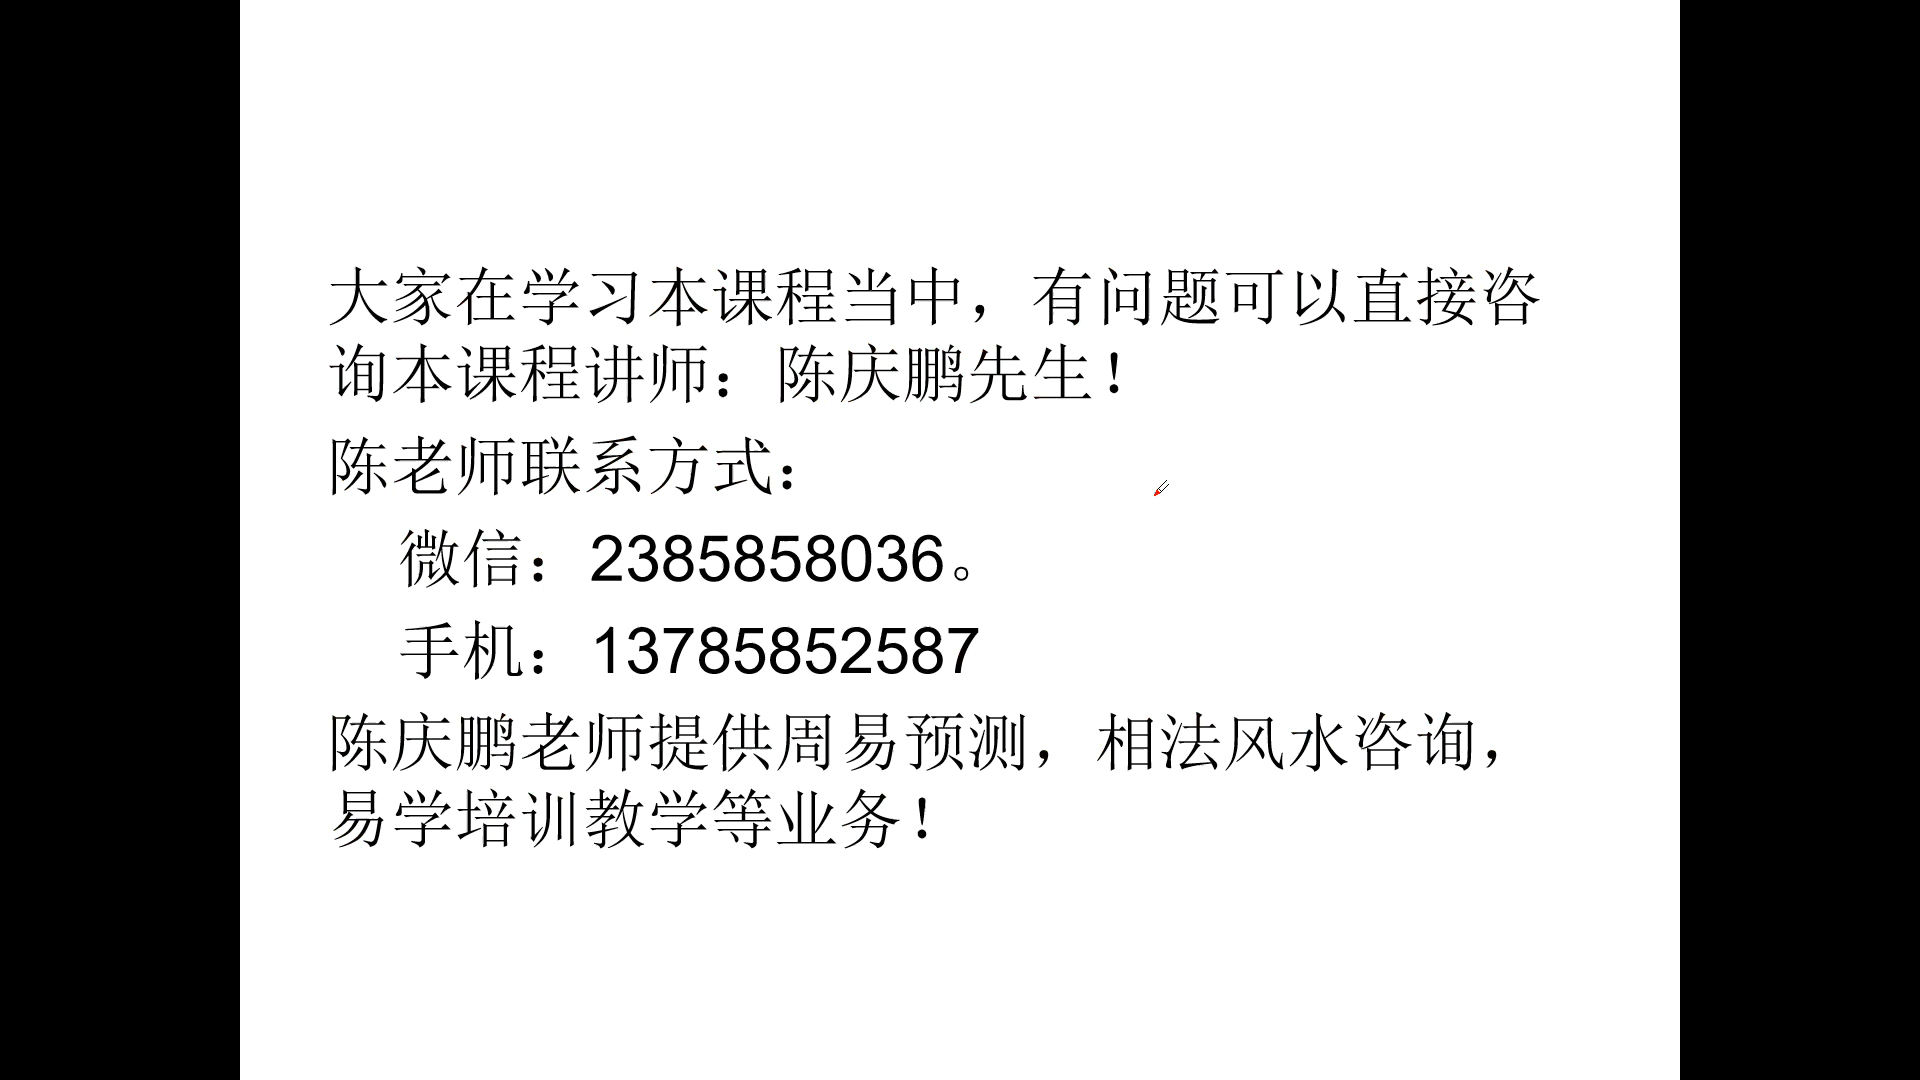 大家在学习本课程当中，有问题可以直接咨
询本课程讲师：陈庆鹏先生！
陈老师联系方式：
微信：2385858036。
手机：13785852587
陈庆鹏老师提供周易预测，相法风水咨询，
易学培训教学等业务！